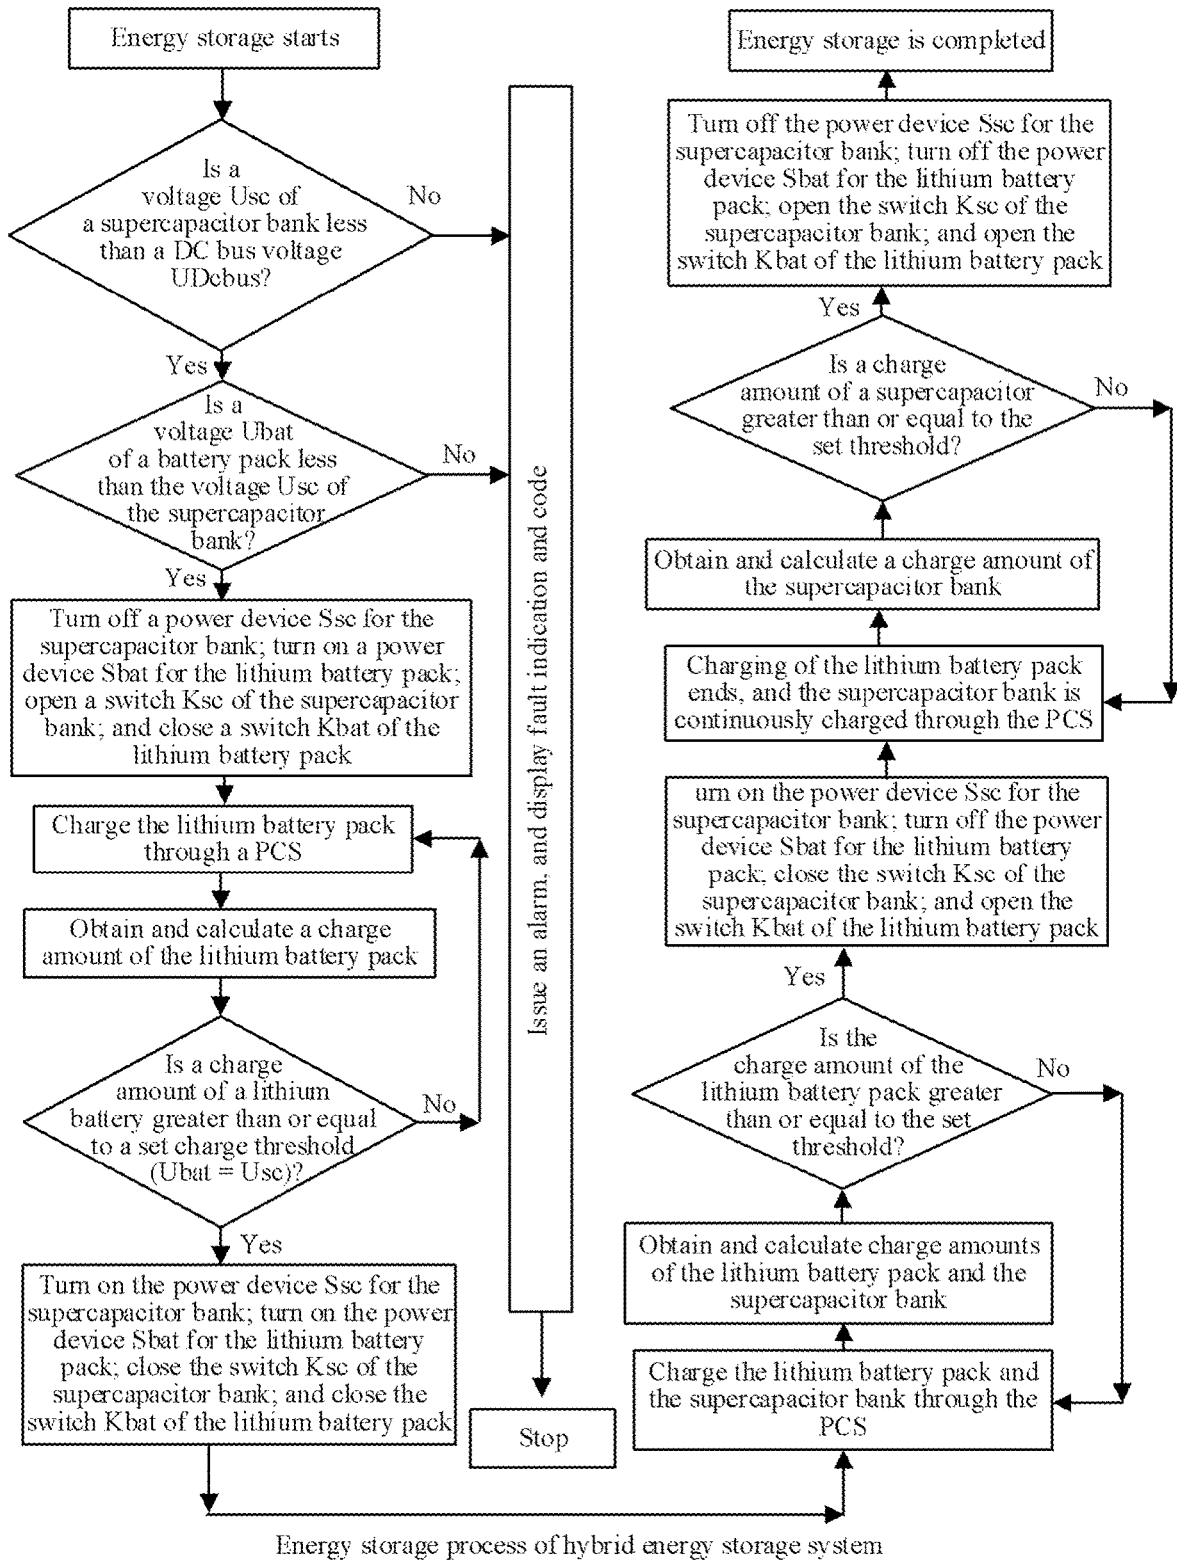 Energy storage starts
Is a
voltage Usc of
a supercapacitor bank less
than a DC bus voltage
UDcbus?
No
Yes
Is a
voltage Ubat
of a battery pack less
than the voltage Usc of
the supercapacitor
bank?
No
Yes
Turn off a power device Ssc for the
supercapacitor bank; turn on a power
device Sbat for the lithium battery pack;
open a switch Ksc of the supercapacitor
bank; and close a switch Kbat of the
lithium battery pack
Charge the lithium battery pack
through a PCS
Obtain and calculate a charge
amount of the lithium battery pack
Is a charge
amount of a lithium
battery greater than or equal
to a set charge threshold
(Ubat = Usc)?
No
Yes
Turn on the power device Ssc for the
supercapacitor bank; turn on the power
device Sbat for the lithium battery
pack; close the switch Ksc of the
supercapacitor bank; and close the
switch Kbat of the lithium battery pack
Issue an alarm, and display fault indication and code
Stop
Energy storage is completed
Turn off the power device Ssc for the
supercapacitor bank; turn off the power
device Sbat for the lithium battery
pack; open the switch Ksc of the
supercapacitor bank; and open the
switch Kbat of the lithium battery pack
Yes
Is a charge
amount of a supercapacitor
greater than or equal to the
set threshold?
No
Obtain and calculate a charge amount of
the supercapacitor bank
Charging of the lithium battery pack
ends, and the supercapacitor bank is
continuously charged through the PCS
urn on the power device Ssc for the
supercapacitor bank; turn off the power
device Sbat for the lithium battery
pack; close the switch Ksc of the
supercapacitor bank; and open the
switch Kbat of the lithium battery pack
Yes
Is the
charge amount of the
lithium battery pack greater
than or equal to the set
threshold?
No
Obtain and calculate charge amounts
of the lithium battery pack and the
supercapacitor bank
Charge the lithium battery pack and
the supercapacitor bank through the
PCS
Energy storage process of hybrid energy storage system